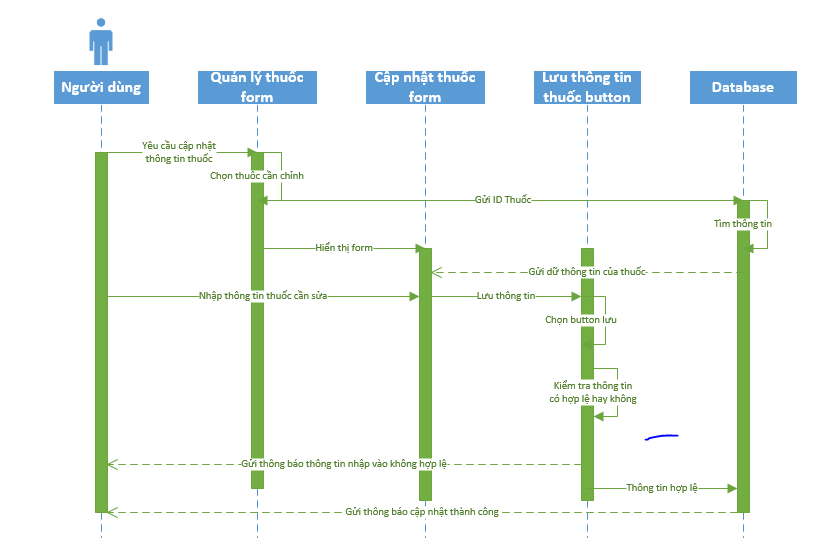 Người dùng
Quản lý thuốc
form
Cập nhật thuốc
form
Lưu thông tin
thuốc button
Database
Yêu cầu cập nhật
thông tin thuốc
Chọn thuốc cần chỉnh
Gửi ID Thuốc
Tìm thông tin
Hiển thị form
Gửi dữ thông tin của thuốc
Nhập thông tin thuốc cần sửa
Lưu thông tin
Chọn button lưu
Kiểm tra thông tin
có hợp lệ hay không
Gửi thông báo thông tin nhập vào không hợp lệ
Thông tin hợp lệ
Gửi thông báo cập nhật thành công